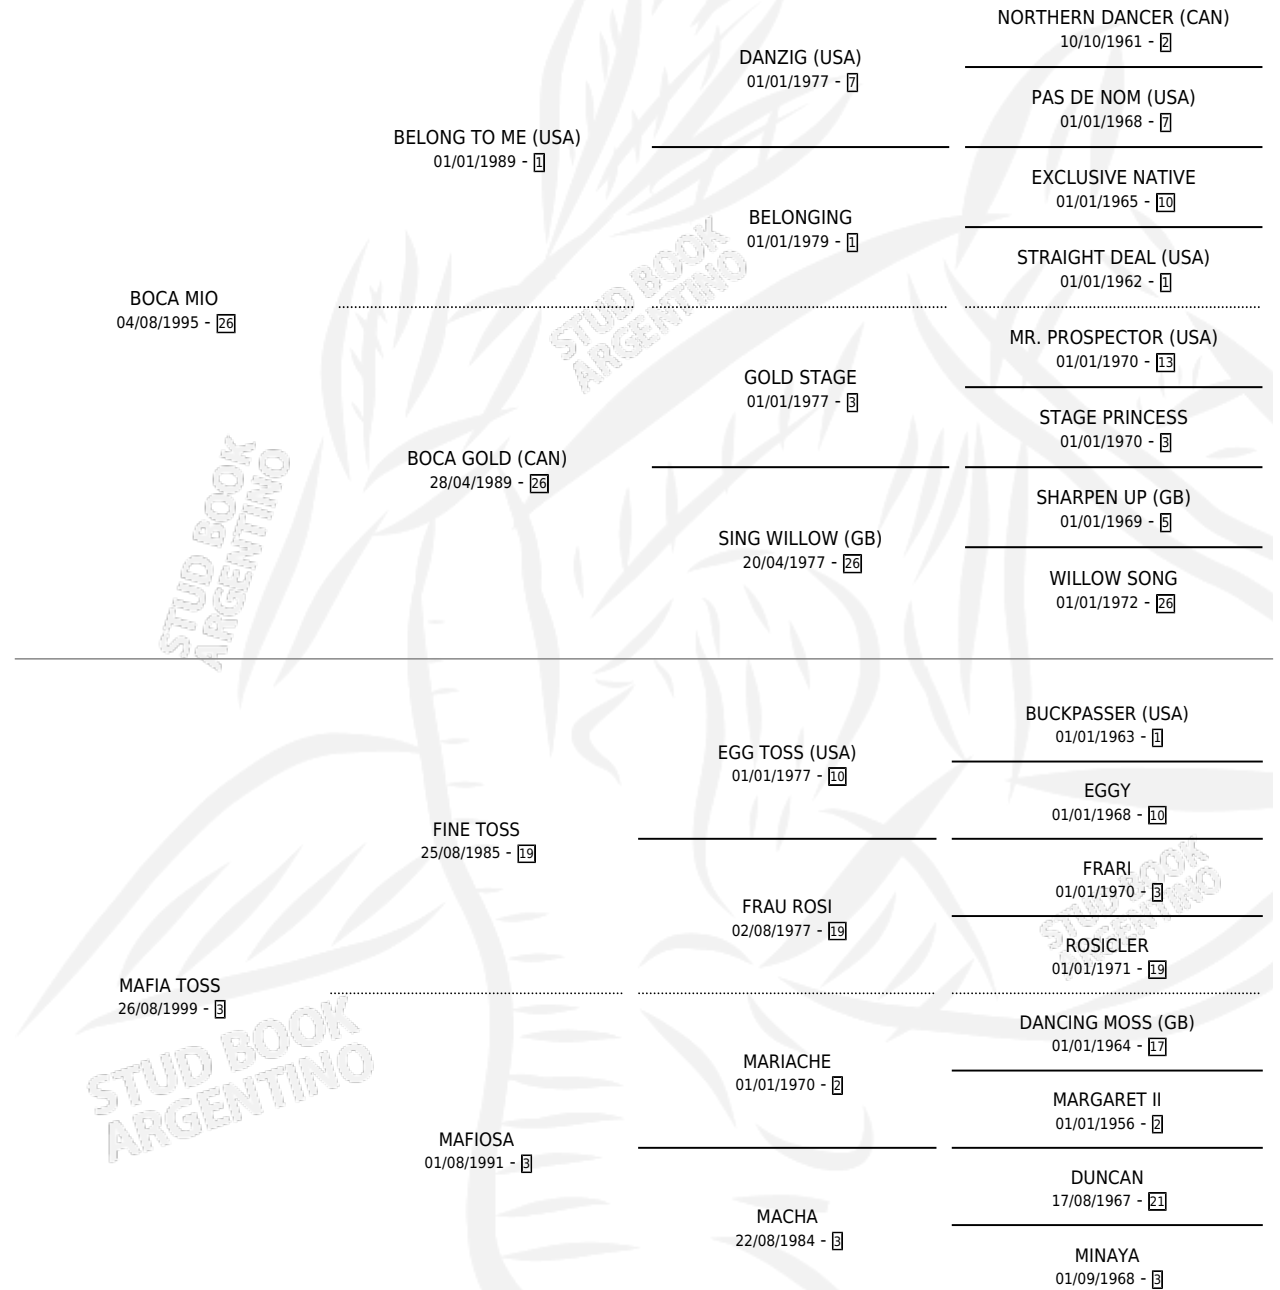 NORTHERN DANCER (CAN)
10/10/1961 - 2
DANZIG (USA)
01/01/1977 - 7
PAS DE NOM (USA)
01/01/1968 - 7
BELONG TO ME (USA)
01/01/1989 - 1
EXCLUSIVE NATIVE
01/01/1965 - 10
BELONGING
01/01/1979 - 1
STRAIGHT DEAL (USA)
01/01/1962 - 1
BOCA MIO
04/08/1995 - 26
STUD BOOK
ARGENTINO
MR. PROSPECTOR (USA)
01/01/1970 - 13
GOLD STAGE
01/01/1977 - 3
STAGE PRINCESS
01/01/1970 - 3
BOCA GOLD (CAN)
28/04/1989 - 26
STUD BOOK
ARGENTINO
SHARPEN UP (GB)
01/01/1969 - 5
SING WILLOW (GB)
20/04/1977 - 26
WILLOW SONG
01/01/1972 - 26
BUCKPASSER (USA)
01/01/1963 - 1
EGG TOSS (USA)
01/01/1977 - 10
EGGY
01/01/1968 - 10
FINE TOSS
25/08/1985 - 19
FRARI
01/01/1970 - 3
STUD BOOK
ARGENTINO
FRAU ROSI
02/08/1977 - 19
ROSICLER
01/01/1971 - 19
MAFIA TOSS
26/08/1999 - 3
STUD BOOK
ARGENTINO
DANCING MOSS (GB)
01/01/1964 - 17
MARIACHE
01/01/1970 - 2
MARGARET II
01/01/1956 - 2
MAFIOSA
01/08/1991 - 3
DUNCAN
17/08/1967 - 21
MACHA
22/08/1984 - 3
MINAYA
01/09/1968 - 3